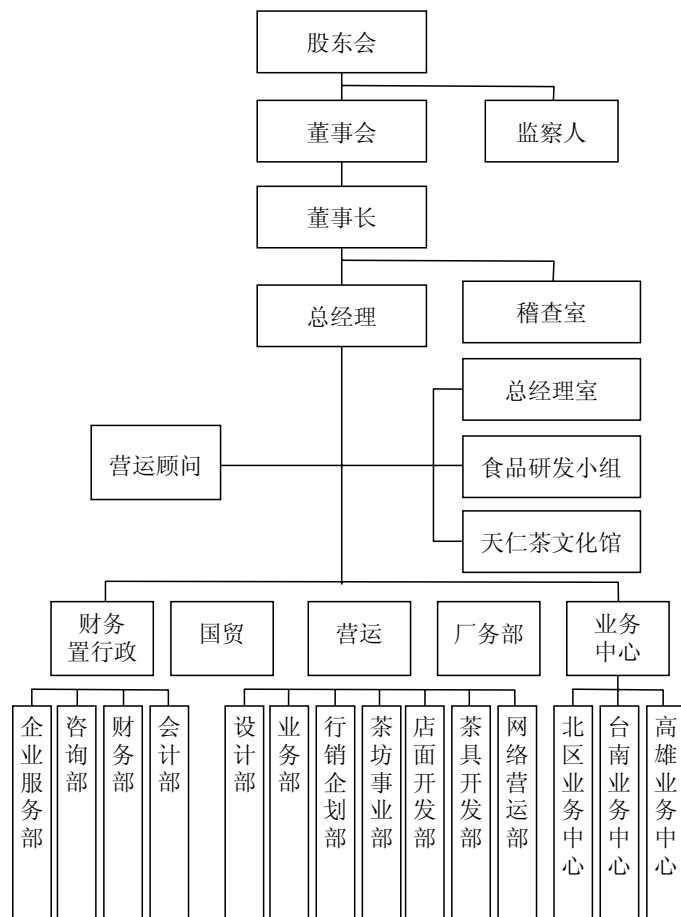 股东会
董事会
监察人
董事长
总经理
稽查室
总经理室
营运顾问
食品研发小组
天仁茶文化馆
财务
置行政
国贸
营运
厂务部
业务
中心
企业服务部
咨询部
财务部
会计部
设计部
业务部
行销企划部
茶坊事业部
店面开发部
茶具开发部
网络营运部
北区业务中心
台南业务中心
高雄业务中心